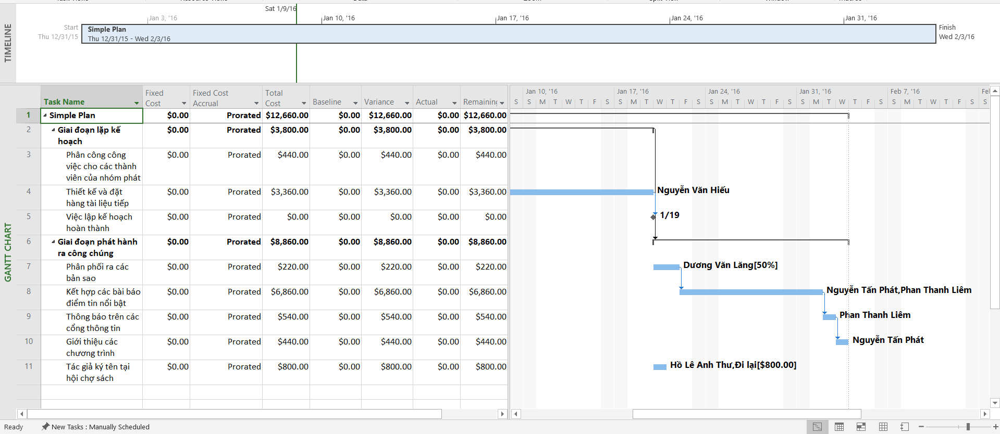 Task Views Resource Views Data Zoom Split View Window Macros
TIMELINE
Sat 1/9/16
Jan 3, '16 Jan 10, '16 Jan 17, '16 Jan 24, '16 Jan 31, '16
Start
Thu 12/31/15
Simple Plan
Thu 12/31/15 - Wed 2/3/16
Finish
Wed 2/3/16
GANTT CHART
Task Name Fixed Cost Fixed Cost Accrual Total Cost Baseline Variance Actual Remaining
1 Simple Plan $0.00 Prorated $12,660.00 $0.00 $12,660.00 $0.00 $12,660.00
2 Giai đoạn lặp kế $0.00 Prorated $3,800.00 $0.00 $3,800.00 $0.00 $3,800.00
hoạch
3 Phân công công $0.00 Prorated $440.00 $0.00 $440.00 $0.00 $440.00
việc cho các thành
viên của nhóm phát
4 Thiết kế và đặt $0.00 Prorated $3,360.00 $0.00 $3,360.00 $0.00 $3,360.00
hàng tài liệu tiếp
5 Việc lập kế hoạch $0.00 Prorated $0.00 $0.00 $0.00 $0.00 $0.00
hoàn thành
6 Giai đoạn phát hành $0.00 Prorated $8,860.00 $0.00 $8,860.00 $0.00 $8,860.00
ra công chúng
7 Phân phối ra các $0.00 Prorated $220.00 $0.00 $220.00 $0.00 $220.00
bản sao
8 Kết hợp các bài báo $0.00 Prorated $6,860.00 $0.00 $6,860.00 $0.00 $6,860.00
điểm tin nổi bật
9 Thông báo trên các $0.00 Prorated $540.00 $0.00 $540.00 $0.00 $540.00
cổng thông tin
10 Giới thiệu các $0.00 Prorated $440.00 $0.00 $440.00 $0.00 $440.00
chương trình
11 Tác giả ký tên tại $0.00 Prorated $800.00 $0.00 $800.00 $0.00 $800.00
hội chợ sách
Jan 10, '16 Jan 17, '16 Jan 24, '16 Jan 31, '16 Feb 7, '16 Fel
S S M T W T F S S M T W T F S S M T W T F S S M T W T F S S M T W T F S S
Nguyễn Văn Hiếu
1/19
Dương Văn Lăng[50%]
Nguyễn Tấn Phát,Phan Thanh Liêm
Phan Thanh Liêm
Nguyễn Tấn Phát
Hồ Lê Anh Thư,Đi lại[$800.00]
Ready New Tasks : Manually Scheduled